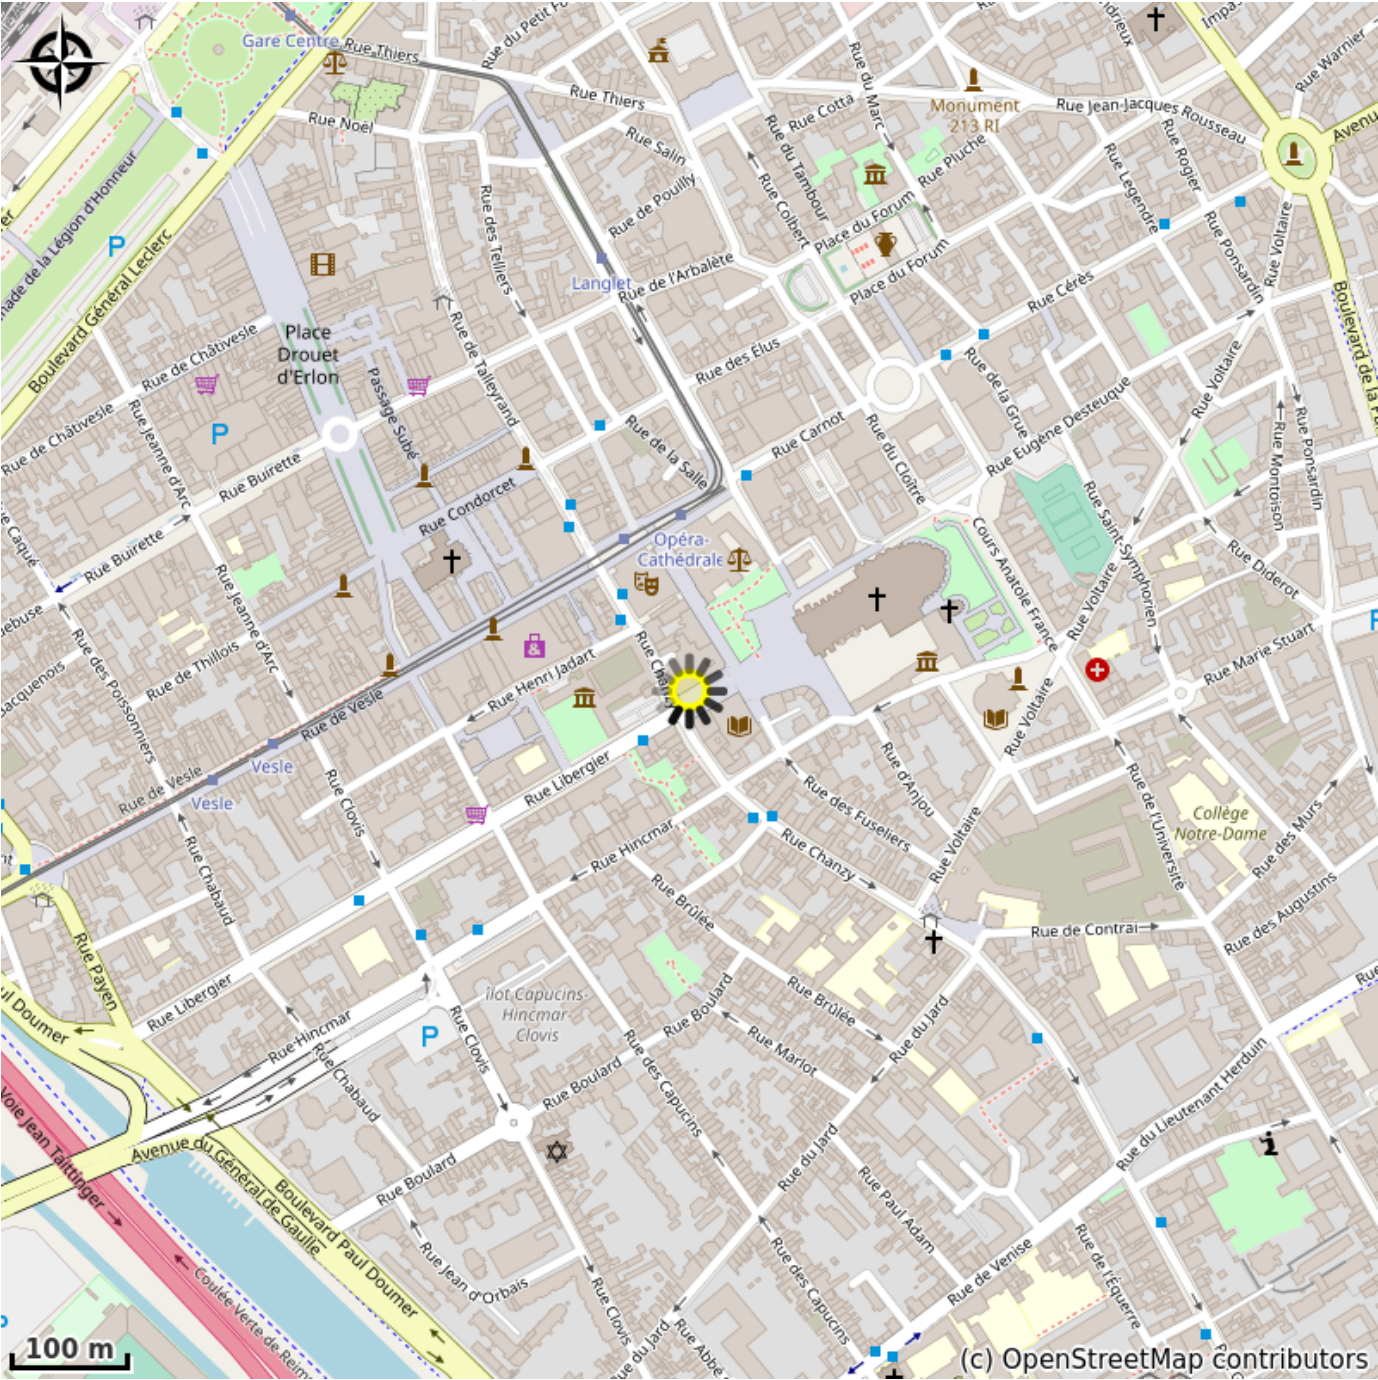 Gare Centre
Rue Thiers
Rue Thiers
Rue Noël
Rue Salin
Rue de Pouilly
Rue des Telliers
Rue Colbert
Rue du Tambour
Rue Cotta
Rue du Marc
Monument
213 RI
Rue Jean-Jacques Rousseau
Rue Warnier
Rue Pluche
Rue Legendre
Rue Rogier
Rue Ponsardin
Rue Voltaire
Place du Forum
Place du Forum
Rue Cérès
Boulevard Général Leclerc
P
Langlet
Rue de l'Arbalète
Rue de Talleyrand
Place
Drouet
d'Erlon
Rue de Châtivesle
Rue de Châtivesle
Passage Subé
Rue des Élus
Rue de la Grue
Rue Eugène Desteuque
Rue Voltaire
Rue Montoison
Rue Ponsardin
P
Rue Jeanne d'Arc
Rue Buirette
Rue Buirette
Rue de la Salle
Rue Carnot
Rue du Cloître
Rue Condorcet
Opéra-
Cathédrale
Cours Anatole France
Rue Saint-Symphorien
Rue Diderot
Rue Voltaire
Rue Marie Stuart
P
Rue des Poissonniers
Rue Jeanne d'Arc
Rue de Thillois
Rue Henri Jadart
Rue de Vesle
Rue de Vesle
Vesle
Vesle
Rue Clovis
Rue Libergier
Rue d'Anjou
Rue des Fuseliers
Rue Voltaire
Rue Voltaire
Rue de l'Université
Collège
Notre-Dame
Rue des Murs
Rue Chabaud
Rue Hincmar
Rue Chanzy
Rue Brûlée
Rue de Contrai
Rue des Augustins
Rue Payen
Rue Libergier
Rue Hincmar
îlot Capucins-
Hincmar
Clovis
P
Rue Clovis
Rue Boulard
Rue Boulard
Rue Brûlée
Rue Marlot
Rue du Jard
Rue Chabaud
Rue des Capucins
Rue du Lieutenant Herduin
Voie Jean Taittinger
Avenue du Général de Gaulle
Boulevard Paul Doumer
Rue Boulard
Rue du Jard
Rue Paul Adam
Rue Jean d'Orbais
Rue Clovis
Rue des Capucins
Rue de Venise
Rue de l'Équerre
Coulée Verte de Reims
Rue du Jard
100 m
(c) OpenStreetMap contributors